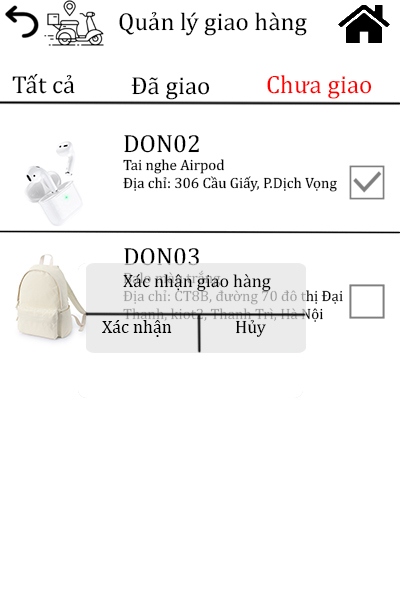 Quản lý giao hàng
Tất cả
Đã giao
Chưa giao
DON02
Tai nghe Airpod
Địa chỉ: 306 Cầu Giấy, P.Dịch Vọng
DON03
Balo màu trắng
Xác nhận giao hàng
Địa chỉ: CT8B, đường 70 đô thị Đại
Thanh, kiot2, Thanh Trì, Hà Nội
Xác nhận
Hủy